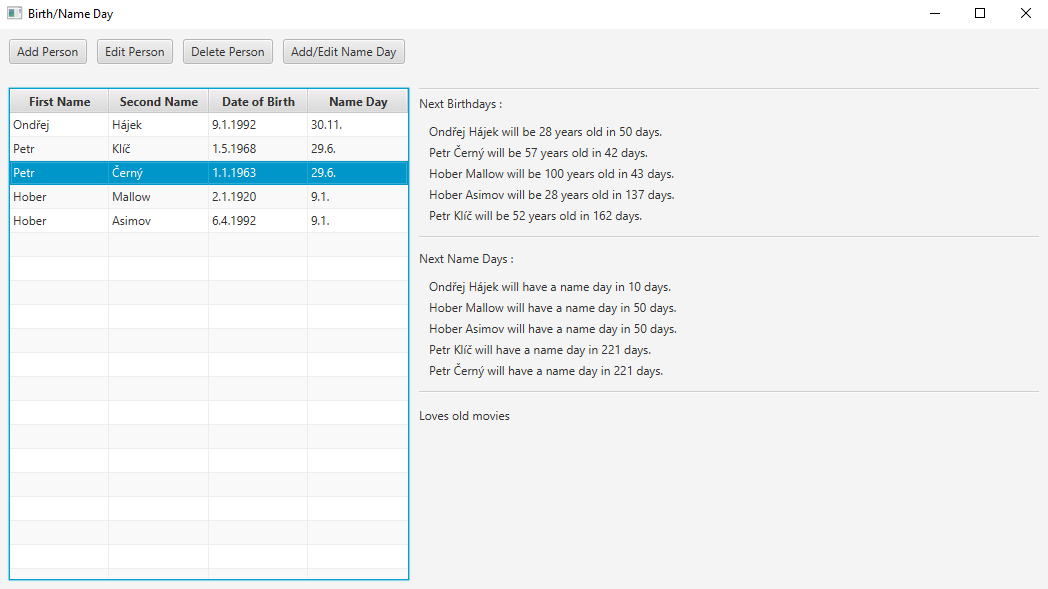 Birth/Name Day
Add Person Edit Person Delete Person Add/Edit Name Day
First Name Second Name Date of Birth Name Day
Ondřej Hájek 9.1.1992 30.11.
Petr Klíč 1.5.1968 29.6.
Petr Černý 1.1.1963 29.6.
Hober Mallow 2.1.1920 9.1.
Hober Asimov 6.4.1992 9.1.
Next Birthdays :
Ondřej Hájek will be 28 years old in 50 days.
Petr Černý will be 57 years old in 42 days.
Hober Mallow will be 100 years old in 43 days.
Hober Asimov will be 28 years old in 137 days.
Petr Klíč will be 52 years old in 162 days.
Next Name Days :
Ondřej Hájek will have a name day in 10 days.
Hober Mallow will have a name day in 50 days.
Hober Asimov will have a name day in 50 days.
Petr Klíč will have a name day in 221 days.
Petr Černý will have a name day in 221 days.
Loves old movies